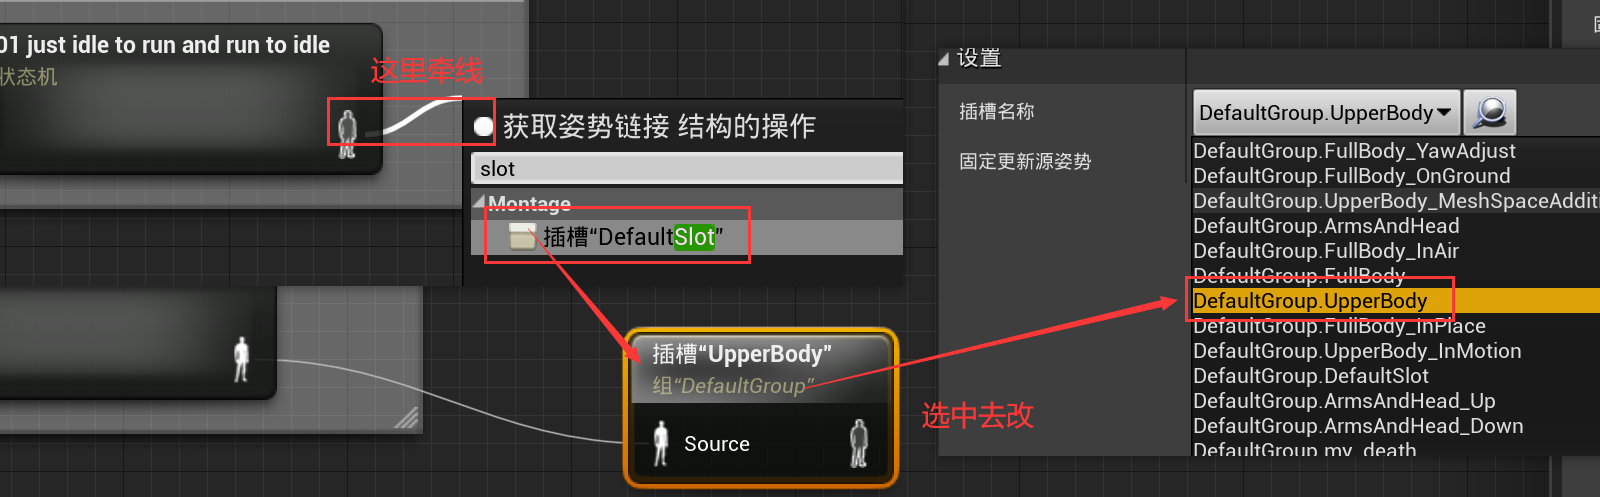 01 just idle to run and run to idle
状态机
这里牵线
获取姿势链接 结构的操作
slot
Montage
插槽“DefaultSlot”
插槽“UpperBody”
组“DefaultGroup”
Source
选中去改
设置
插槽名称
DefaultGroup.UpperBody
固定更新源姿势
DefaultGroup.FullBody_YawAdjust
DefaultGroup.FullBody_OnGround
DefaultGroup.UpperBody_MeshSpaceAdditi
DefaultGroup.ArmsAndHead
DefaultGroup.FullBody_InAir
DefaultGroup.FullBody
DefaultGroup.UpperBody
DefaultGroup.FullBody_InPlace
DefaultGroup.UpperBody_InMotion
DefaultGroup.DefaultSlot
DefaultGroup.ArmsAndHead_Up
DefaultGroup.ArmsAndHead_Down
DefaultGroup.my_death